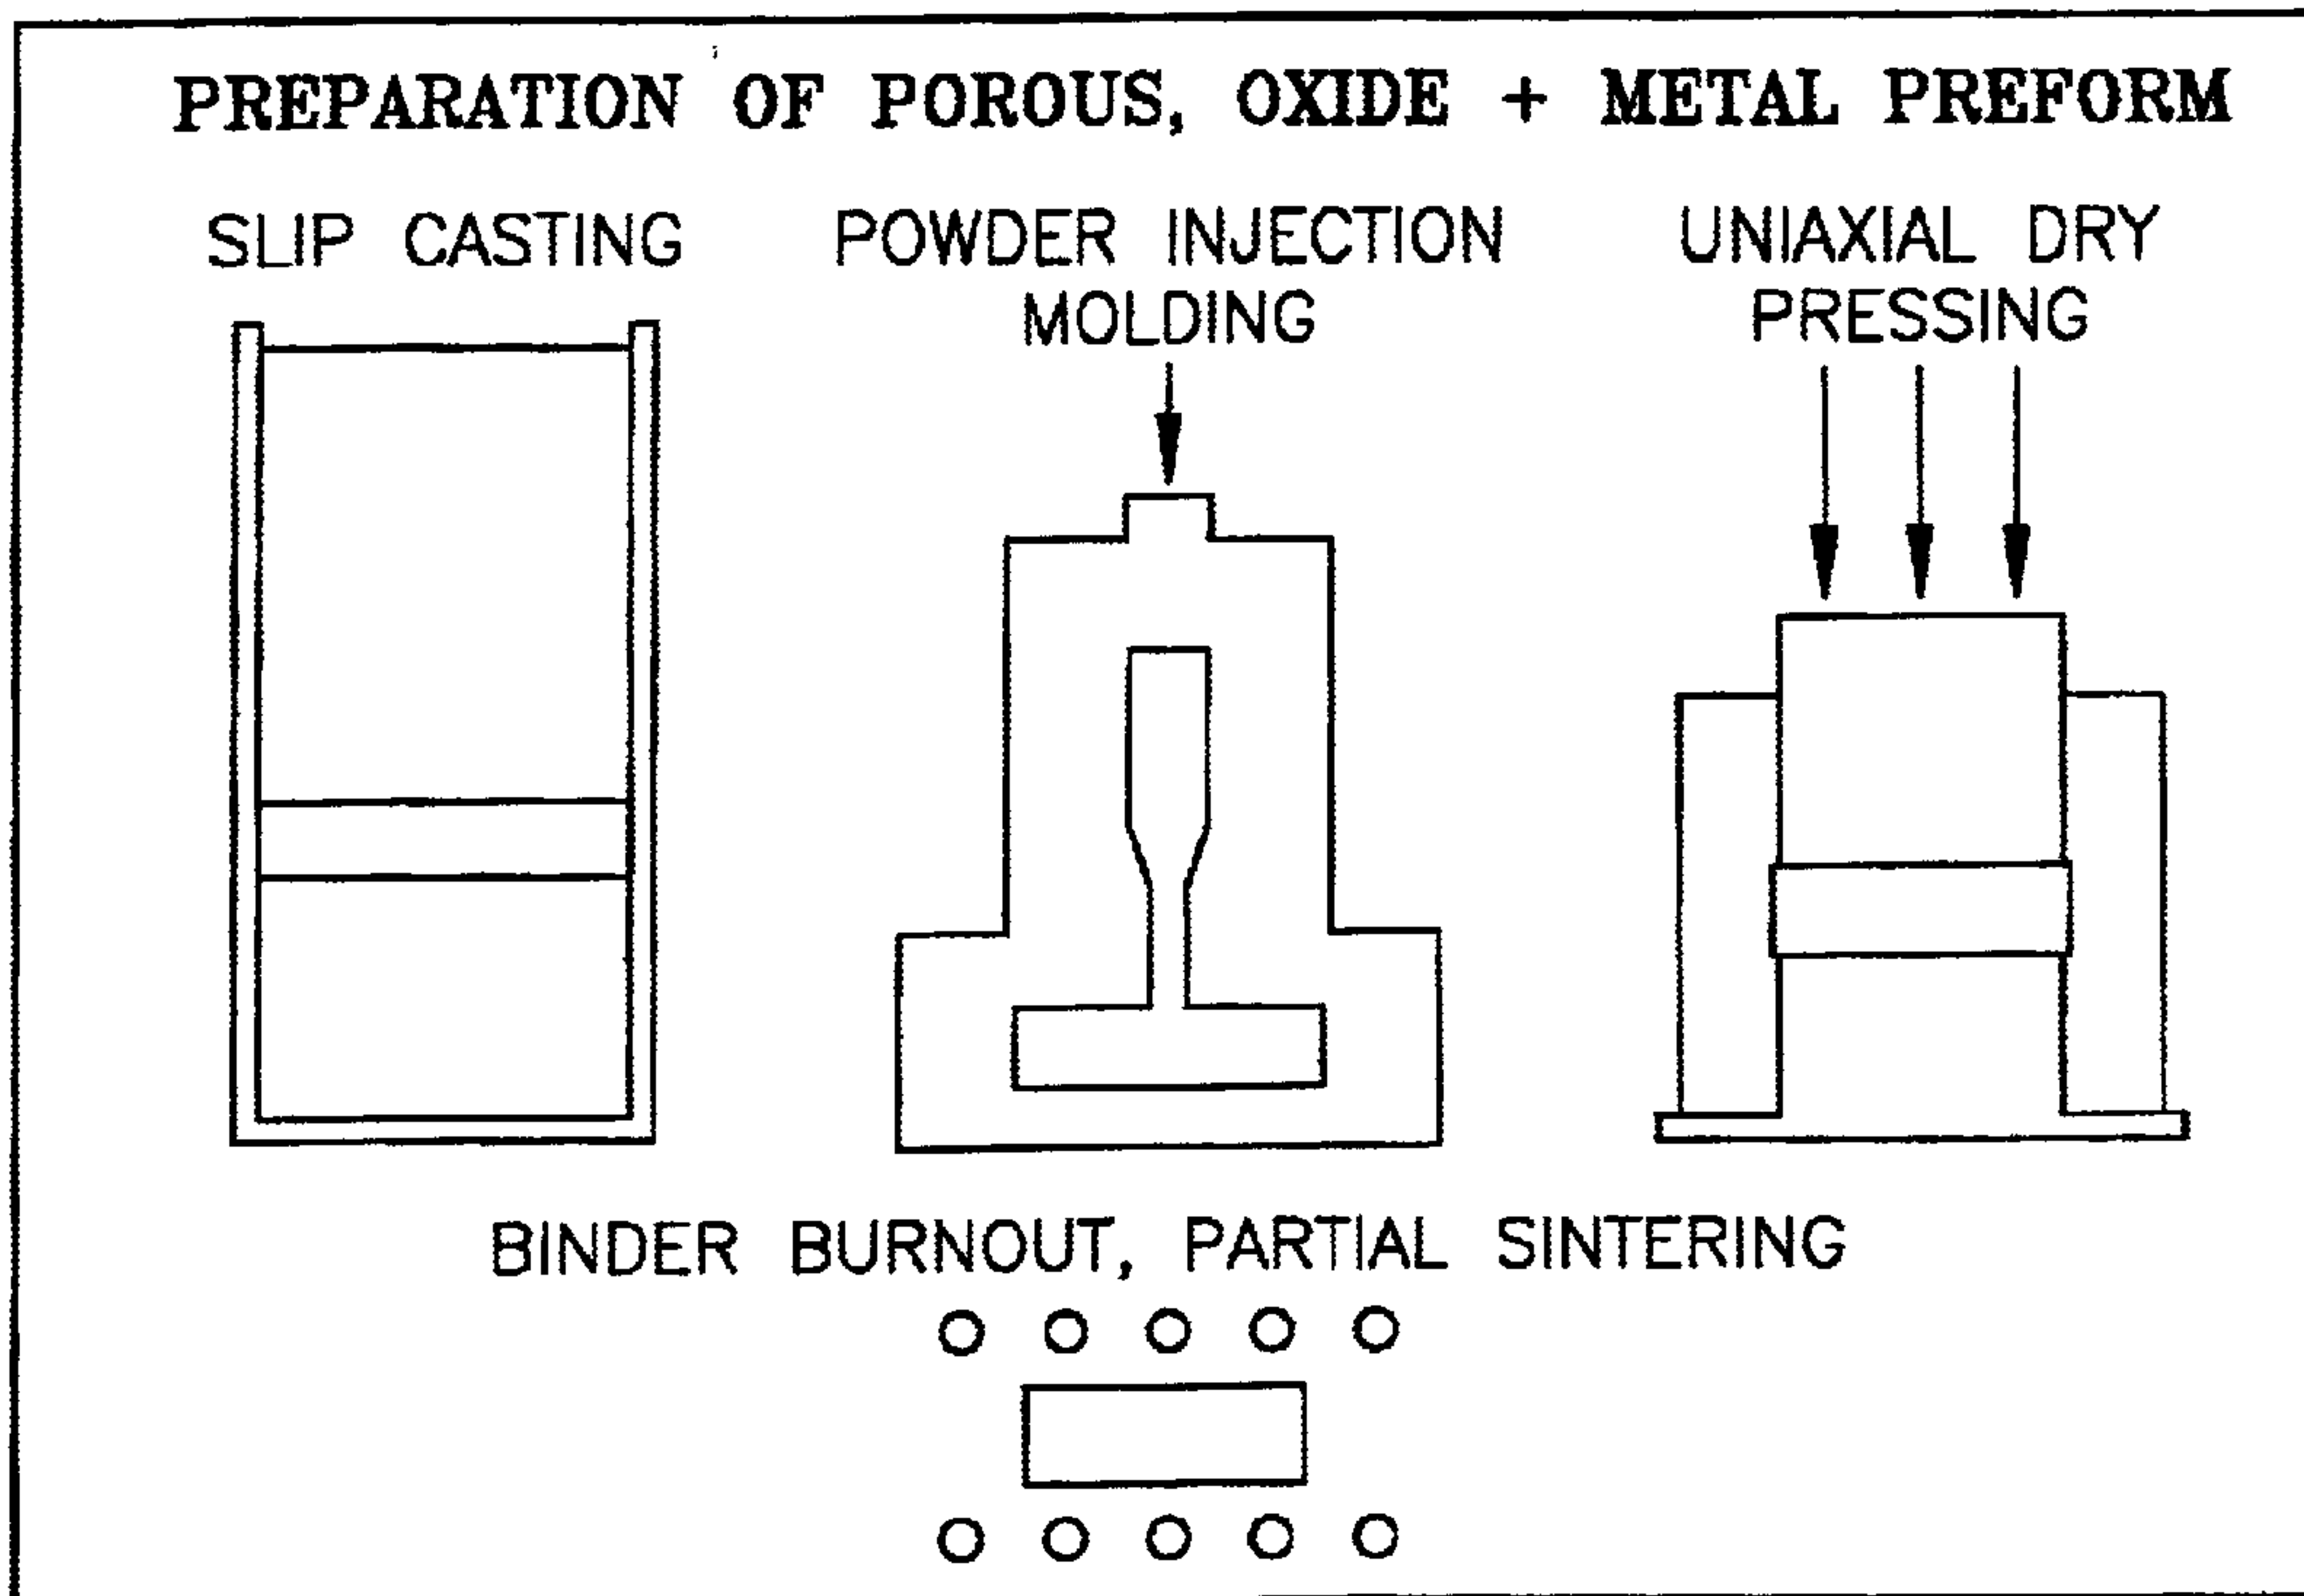 PREPARATION OF POROUS, OXIDE + METAL PREFORM
SLIP CASTING
POWDER INJECTION
MOLDING
UNIAXIAL DRY
PRESSING
BINDER BURNOUT, PARTIAL SINTERING